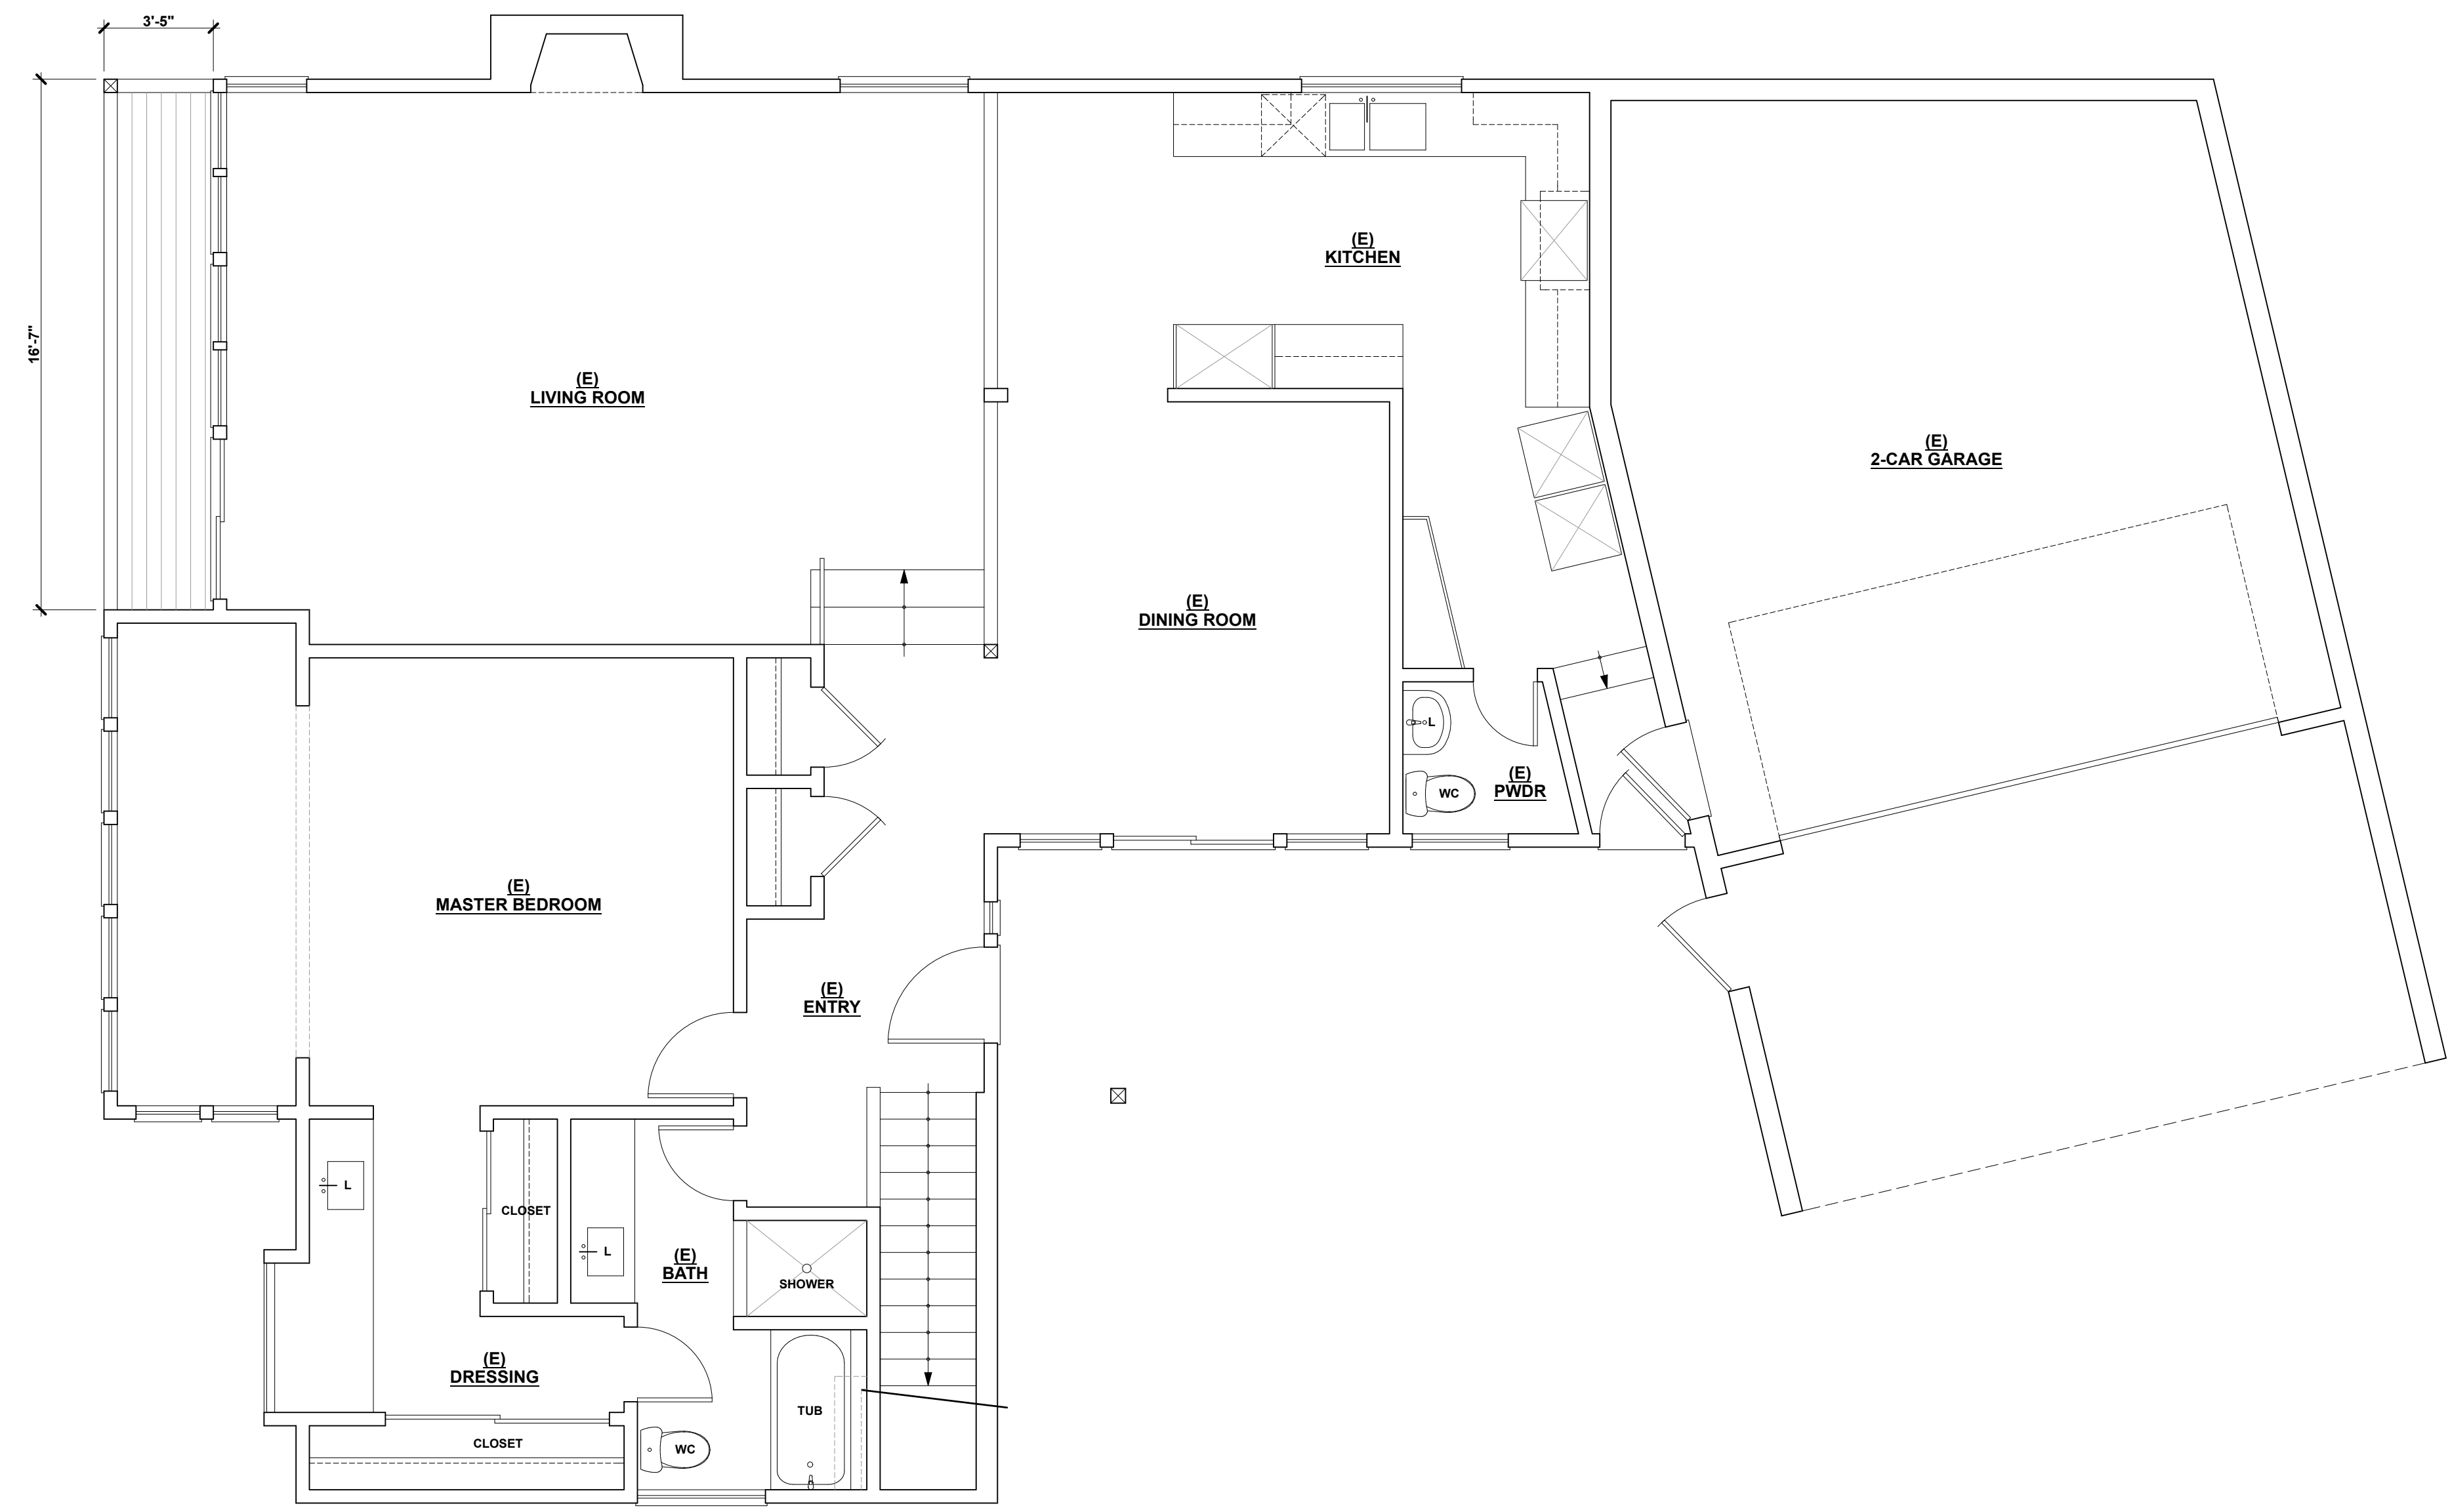 3'-5"
16'-7"
(E)
KITCHEN
(E)
LIVING ROOM
(E)
2-CAR GARAGE
(E)
DINING ROOM
L
(E)
PWDR
WC
(E)
MASTER BEDROOM
(E)
ENTRY
L
CLOSET
L
(E)
BATH
SHOWER
(E)
DRESSING
TUB
CLOSET
WC